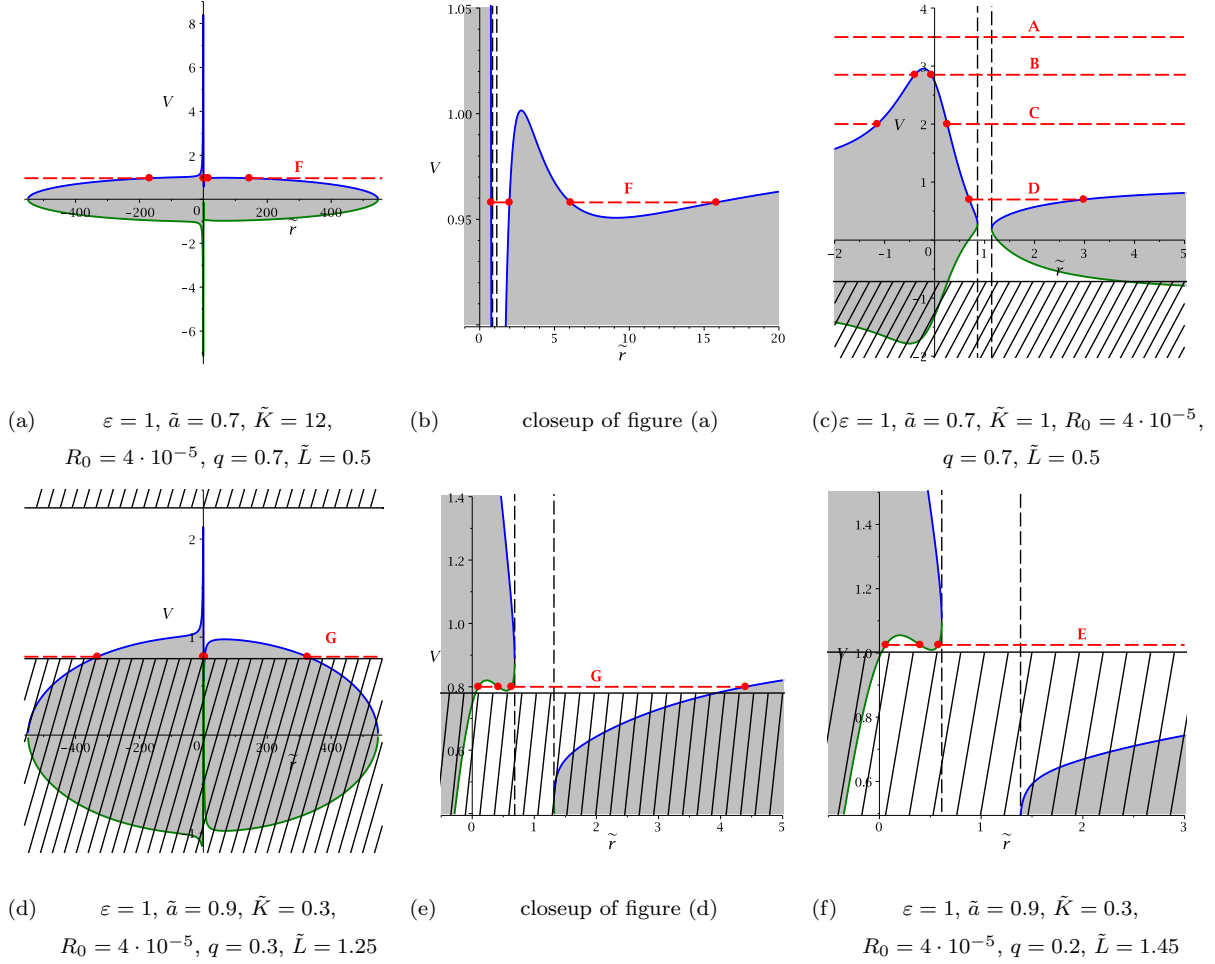 8
6
V
4
2
F
−400 −200 0 200 400
r̃
−2
−4
−6
1.05
1.00
V
F
0.95
0 5 10 15 20
r̃
4
A
3
B
V
2
C
1
D
−2 −1 0 1 2 3 4 5
r̃
−1
−2
(a) ε = 1, ã = 0.7, K̃ = 12,
R₀ = 4 · 10⁻⁵, q = 0.7, L̃ = 0.5
(b) closeup of figure (a)
(c) ε = 1, ã = 0.7, K̃ = 1, R₀ = 4 · 10⁻⁵,
q = 0.7, L̃ = 0.5
2
V
1
G
−400 −200 0 200 400
r̃
−1
1.4
1.2
1.0
V
G
0.8
0.6
0 1 2 3 4 5
r̃
1.4
1.2
E
V
1.0
0.8
0.6
0 1 2 3
r̃
(d) ε = 1, ã = 0.9, K̃ = 0.3,
R₀ = 4 · 10⁻⁵, q = 0.3, L̃ = 1.25
(e) closeup of figure (d)
(f) ε = 1, ã = 0.9, K̃ = 0.3,
R₀ = 4 · 10⁻⁵, q = 0.2, L̃ = 1.45